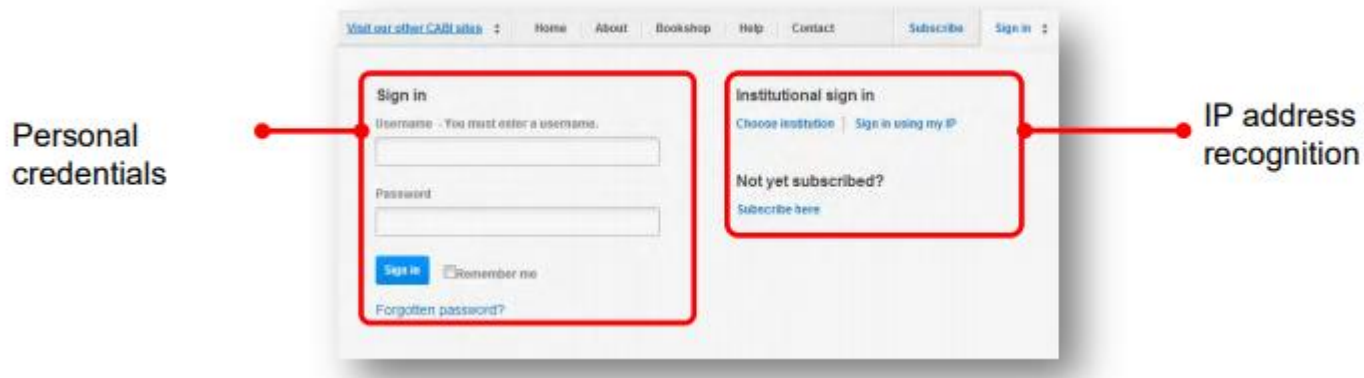 Visit our other CABI sites Home About Bookshop Help Contact Subscribe Sign in
Personal
credentials
Sign in
Username - You must enter a username.
Password
Sign in Remember me
Forgotten password?
Institutional sign in
Choose institution | Sign in using my IP
Not yet subscribed?
Subscribe here
IP address
recognition